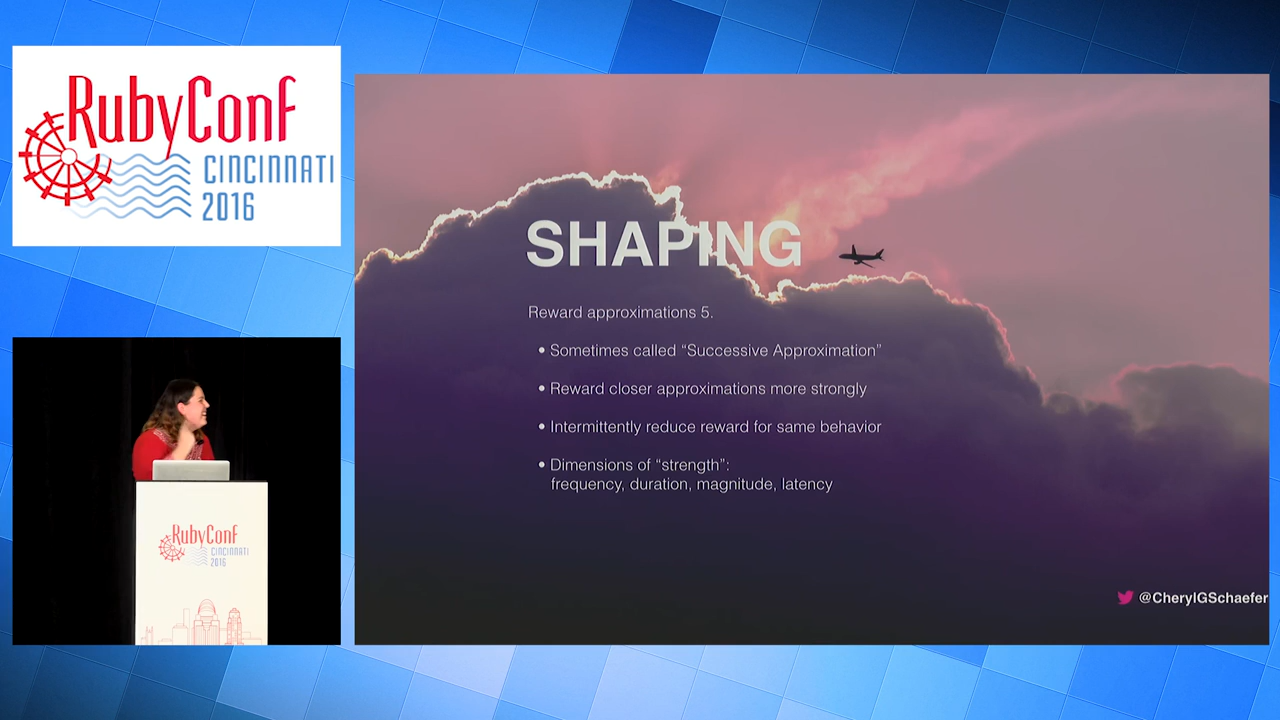 RubyConf
CINCINNATI
2016
SHAPING
Reward approximations 5.
• Sometimes called “Successive Approximation”
• Reward closer approximations more strongly
• Intermittently reduce reward for same behavior
• Dimensions of “strength”:
frequency, duration, magnitude, latency
@CherylGSchaefer
RubyConf
CINCINNATI
2016